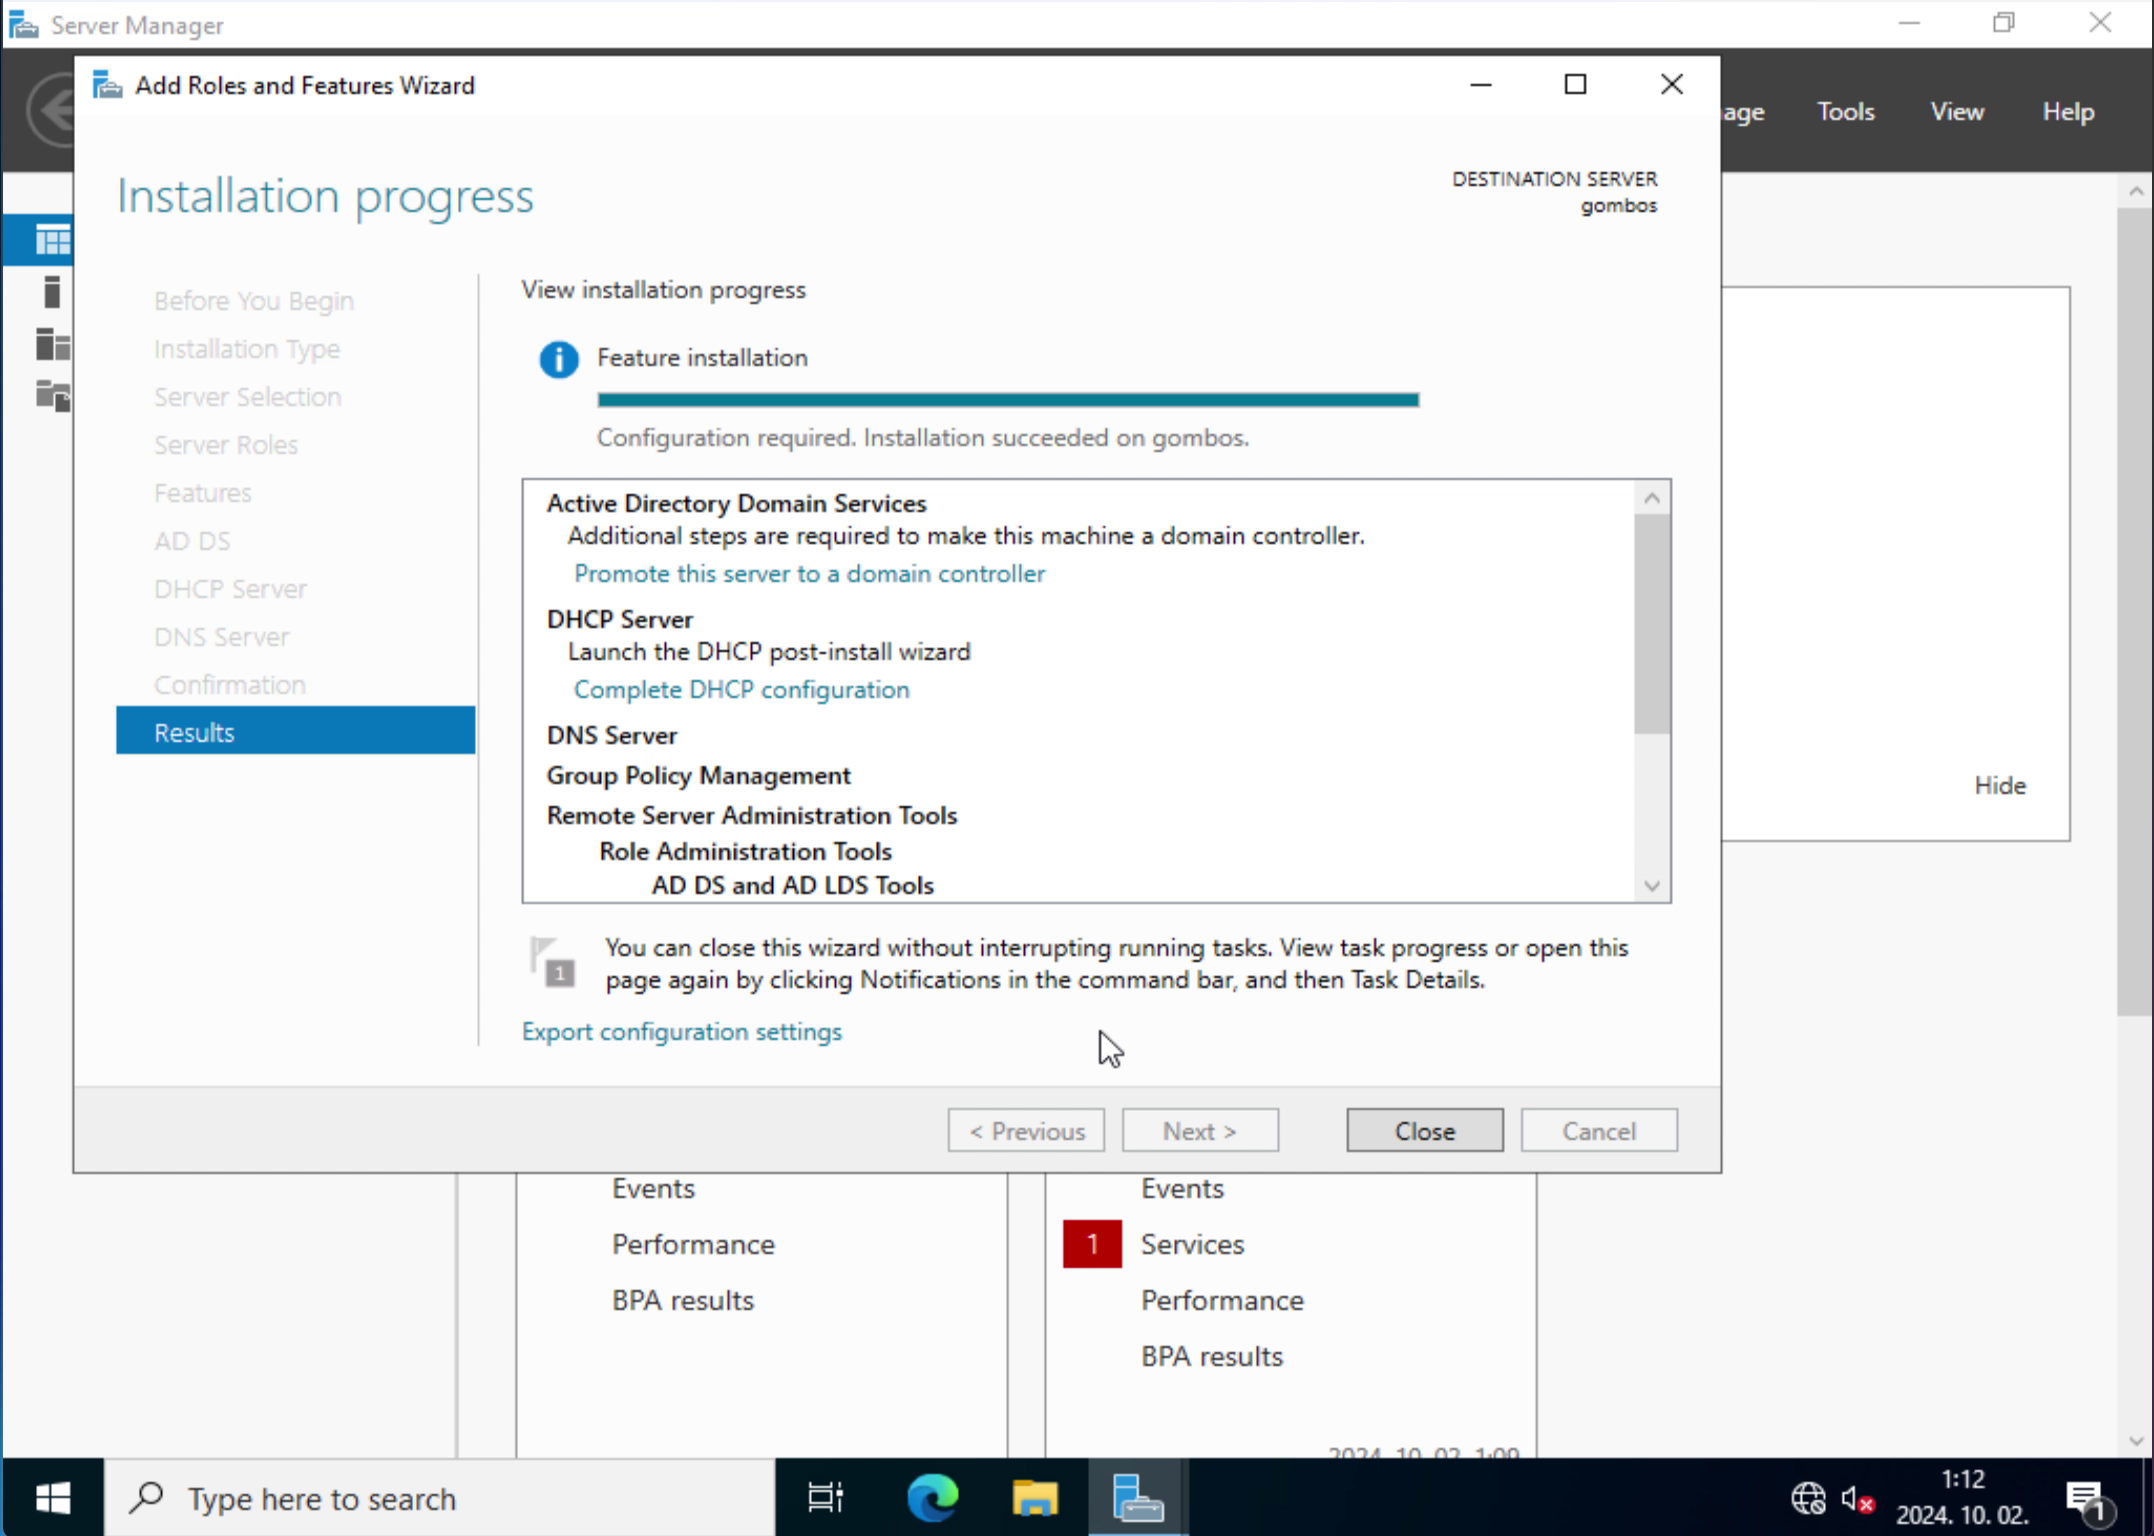 Server Manager
Add Roles and Features Wizard
age
Tools
View
Help
Installation progress
DESTINATION SERVER
gombos
Before You Begin
Installation Type
Server Selection
Server Roles
Features
AD DS
DHCP Server
DNS Server
Confirmation
Results
View installation progress
Feature installation
Configuration required. Installation succeeded on gombos.
Active Directory Domain Services
Additional steps are required to make this machine a domain controller.
Promote this server to a domain controller
DHCP Server
Launch the DHCP post-install wizard
Complete DHCP configuration
DNS Server
Group Policy Management
Remote Server Administration Tools
Role Administration Tools
AD DS and AD LDS Tools
1
You can close this wizard without interrupting running tasks. View task progress or open this
page again by clicking Notifications in the command bar, and then Task Details.
Export configuration settings
< Previous
Next >
Close
Cancel
Hide
Events
Performance
BPA results
Events
1 Services
Performance
BPA results
2024. 10. 02. 1:09
Type here to search
1:12
2024. 10. 02.
1